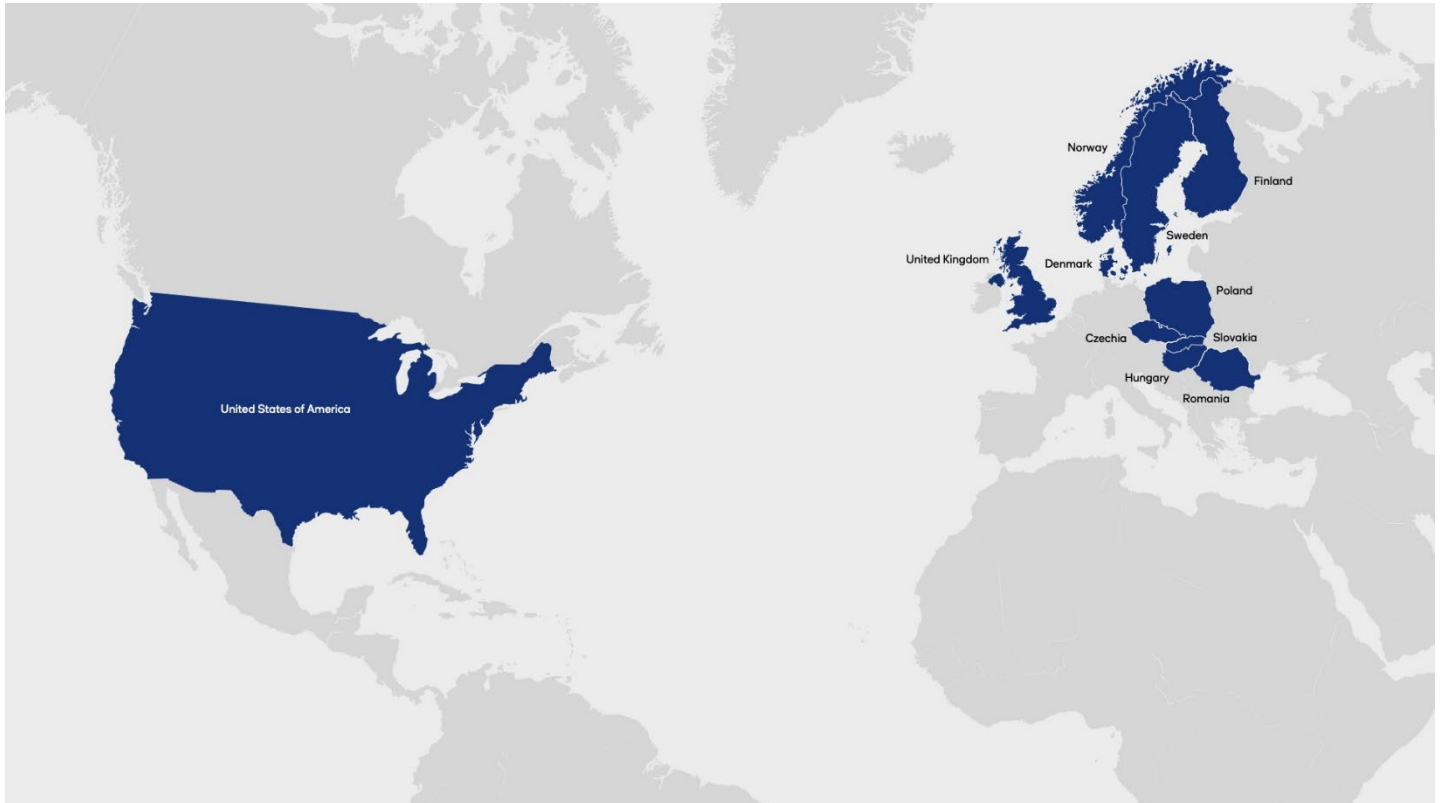 Norway
Finland
Sweden
United Kingdom
Denmark
Poland
Czechia
Slovakia
Hungary
Romania
United States of America